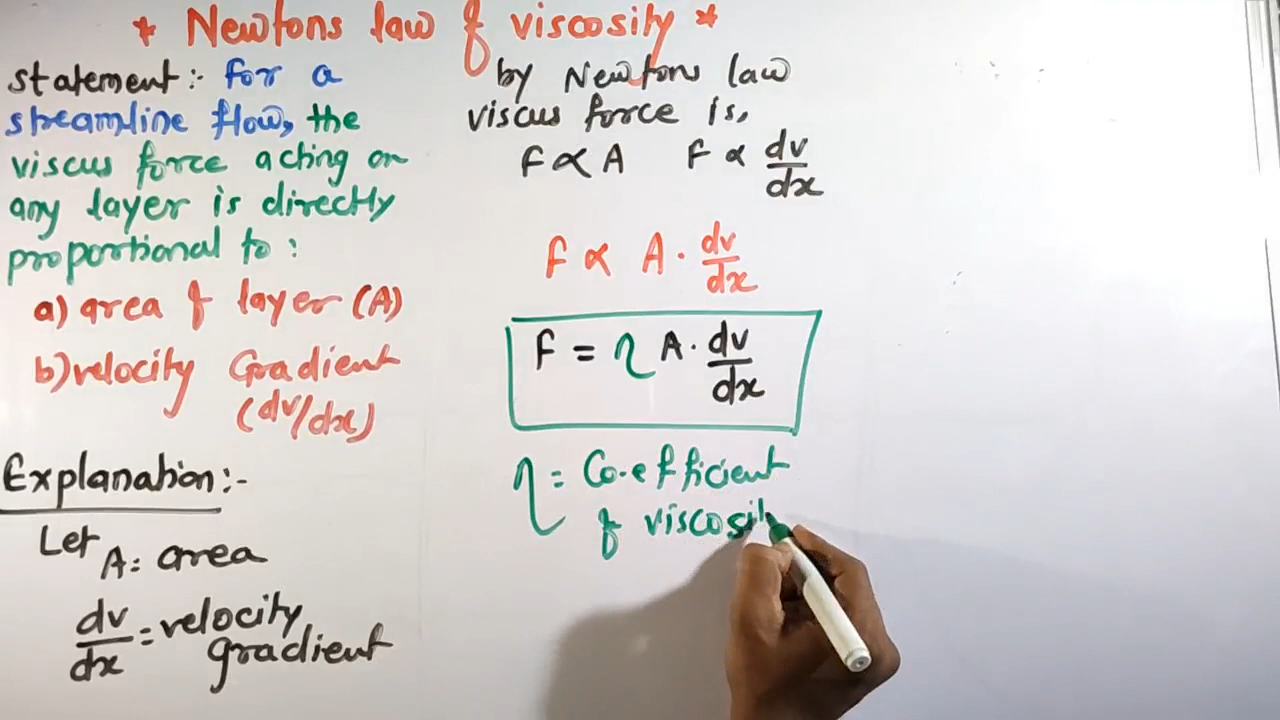 * Newtons law of viscosity *
statement:- for a
streamline flow, the
viscus force acting on
any layer is directly
proportional to:
a) area of layer (A)
b) velocity Gradient
(dv/dx)
Explanation:-
Let A = area
dv/dx = velocity
gradient
by Newtons law
viscus force is,
F ∝ A F ∝ dv/dx
F ∝ A · dv/dx
F = η A · dv/dx
η = Co-efficient
of viscosit